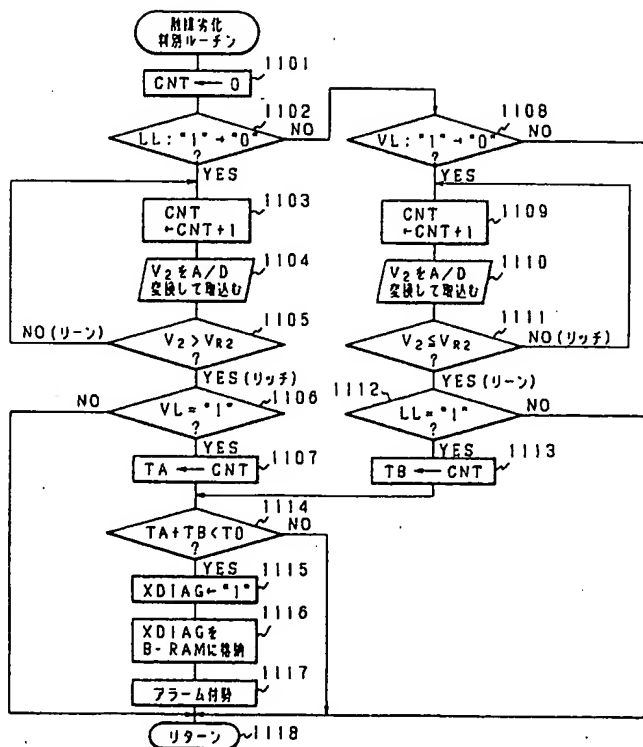 触媒劣化
判別ルーチン
1101
CNT ← 0
1102
LL:"1"→"0"
?
NO
YES
1103
CNT
←CNT+1
1104
V₂をA/D
変換して取込む
1105
NO(リーン)
V₂>VR2
?
YES(リッチ)
1106
NO
VL="1"
?
YES
1107
TA ← CNT
1108
VL:"1"→"0"
?
NO
YES
1109
CNT
←CNT+1
1110
V₂をA/D
変換して取込む
1111
V₂≦VR2
?
NO(リッチ)
YES(リーン)
1112
LL="1"
?
NO
YES
1113
TB ← CNT
1114
TA+TB<T0
?
NO
YES
1115
XDIAG←"1"
1116
XDIAGを
B-RAMに格納
1117
アラーム付勢
リターン
1118